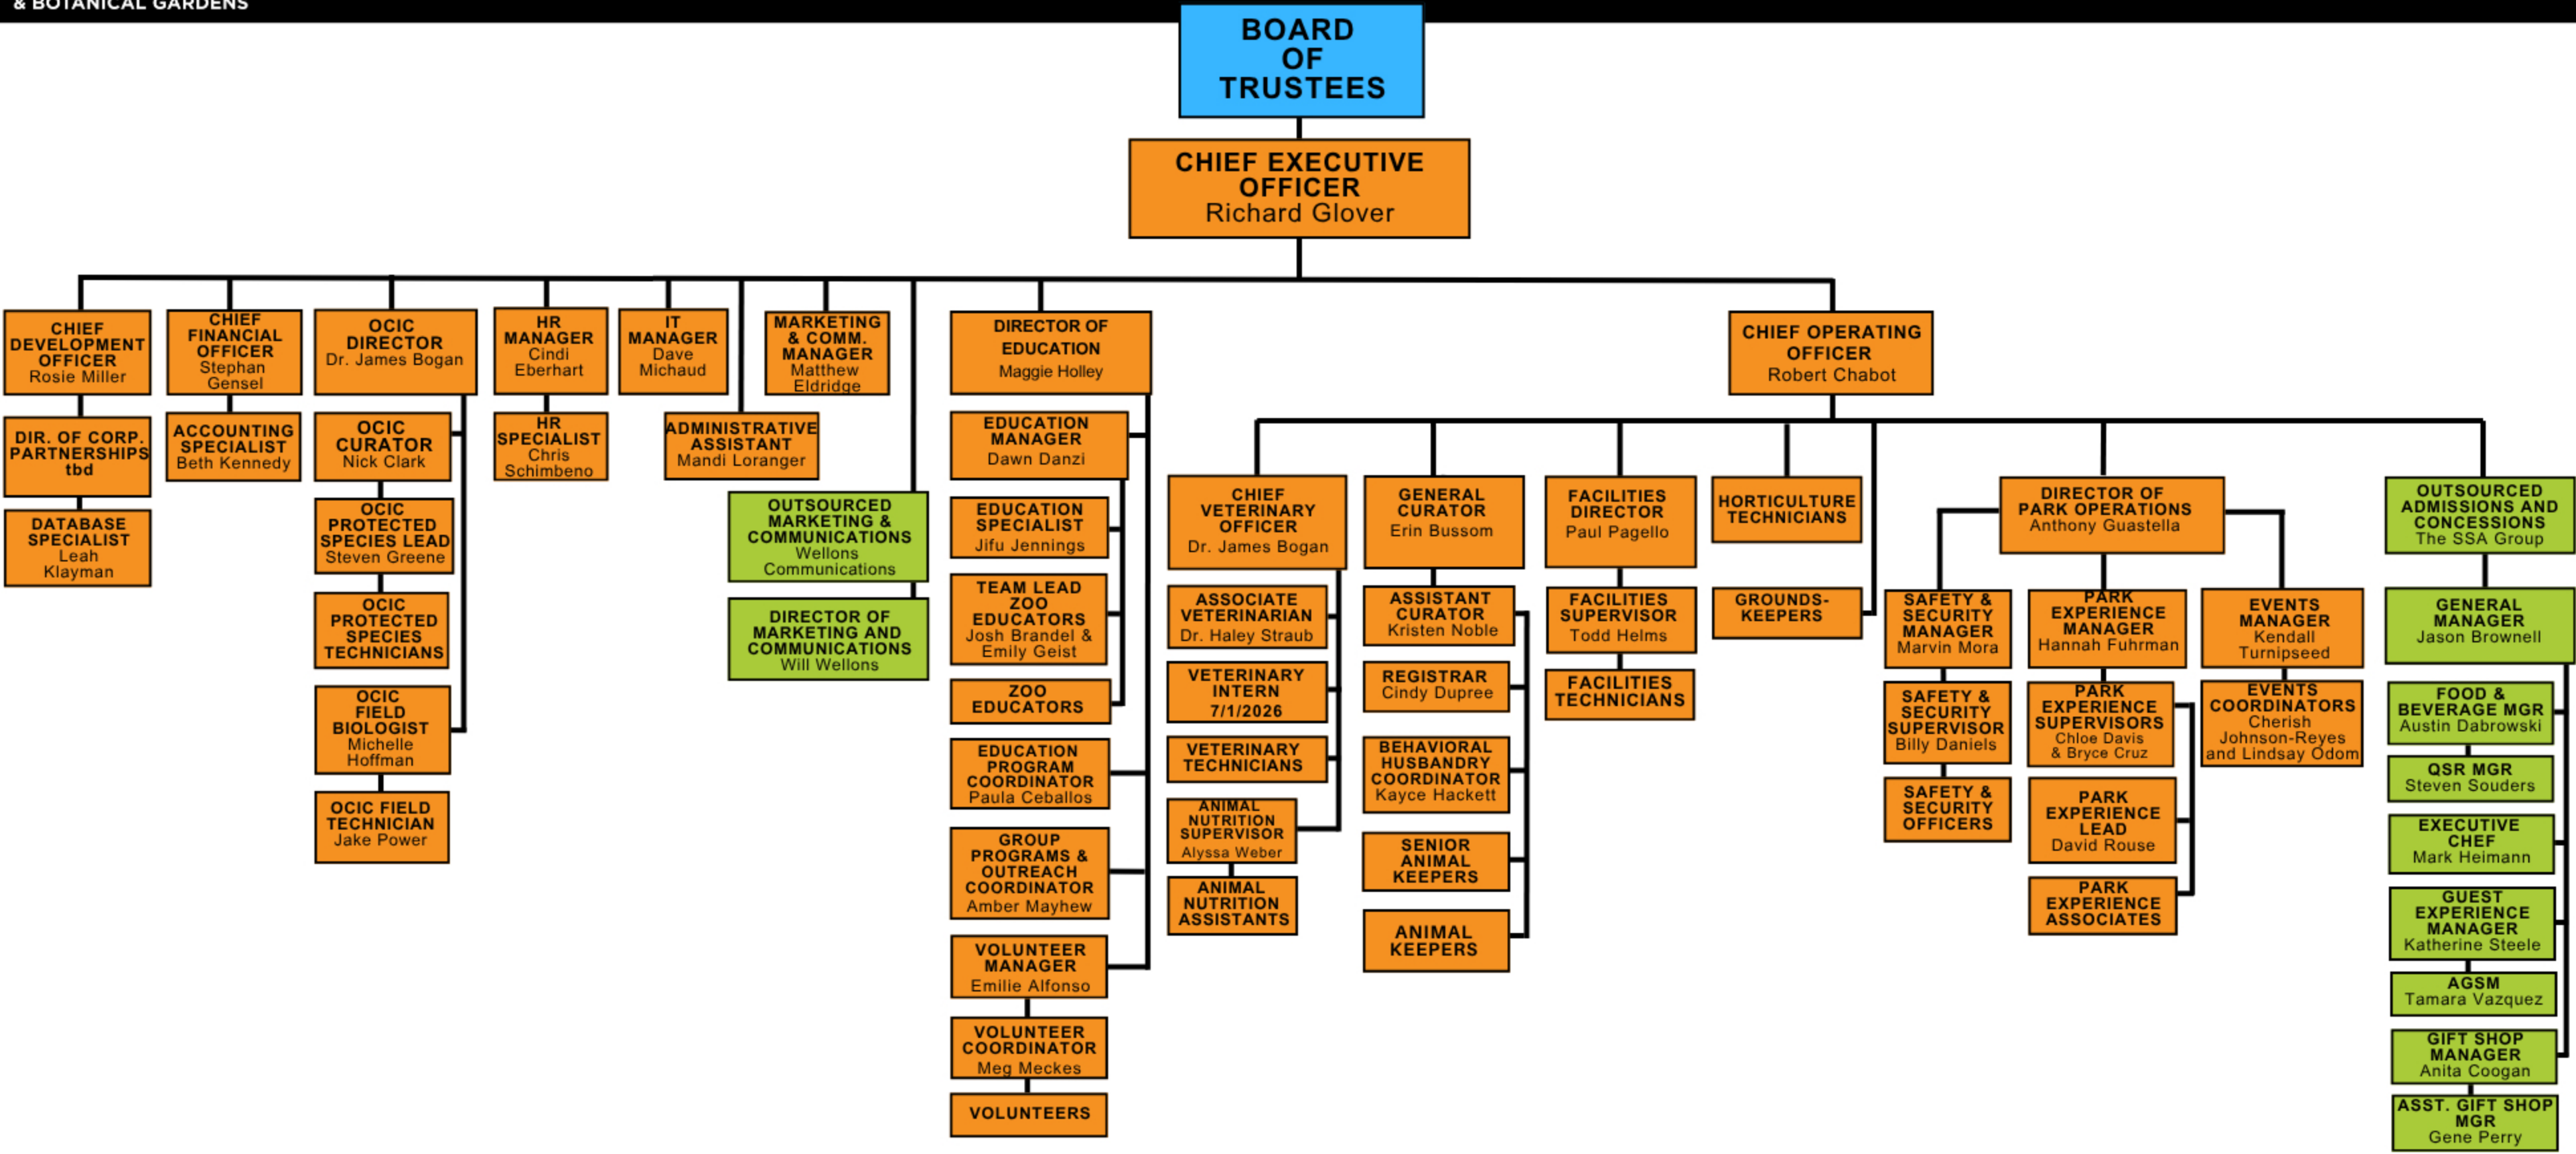 & BOTANICAL GARDENS
BOARD
OF
TRUSTEES
CHIEF EXECUTIVE
OFFICER
Richard Glover
CHIEF
DEVELOPMENT
OFFICER
Rosie Miller
DIR. OF CORP.
PARTNERSHIPS
tbd
DATABASE
SPECIALIST
Leah
Klayman
CHIEF
FINANCIAL
OFFICER
Stephan
Gensel
ACCOUNTING
SPECIALIST
Beth Kennedy
OCIC
DIRECTOR
Dr. James Bogan
OCIC
CURATOR
Nick Clark
OCIC
PROTECTED
SPECIES LEAD
Steven Greene
OCIC
PROTECTED
SPECIES
TECHNICIANS
OCIC
FIELD
BIOLOGIST
Michelle
Hoffman
OCIC FIELD
TECHNICIAN
Jake Power
HR
MANAGER
Cindi
Eberhart
HR
SPECIALIST
Chris
Schimbeno
IT
MANAGER
Dave
Michaud
ADMINISTRATIVE
ASSISTANT
Mandi Loranger
MARKETING
& COMM.
MANAGER
Matthew
Eldridge
OUTSOURCED
MARKETING &
COMMUNICATIONS
Wellons
Communications
DIRECTOR OF
MARKETING AND
COMMUNICATIONS
Will Wellons
DIRECTOR OF
EDUCATION
Maggie Holley
EDUCATION
MANAGER
Dawn Danzi
EDUCATION
SPECIALIST
Jifu Jennings
TEAM LEAD
ZOO
EDUCATORS
Josh Brandel &
Emily Geist
ZOO
EDUCATORS
EDUCATION
PROGRAM
COORDINATOR
Paula Ceballos
GROUP
PROGRAMS &
OUTREACH
COORDINATOR
Amber Mayhew
VOLUNTEER
MANAGER
Emilie Alfonso
VOLUNTEER
COORDINATOR
Meg Meckes
VOLUNTEERS
CHIEF OPERATING
OFFICER
Robert Chabot
CHIEF
VETERINARY
OFFICER
Dr. James Bogan
ASSOCIATE
VETERINARIAN
Dr. Haley Straub
VETERINARY
INTERN
7/1/2026
VETERINARY
TECHNICIANS
ANIMAL
NUTRITION
SUPERVISOR
Alyssa Weber
ANIMAL
NUTRITION
ASSISTANTS
GENERAL
CURATOR
Erin Bussom
ASSISTANT
CURATOR
Kristen Noble
REGISTRAR
Cindy Dupree
BEHAVIORAL
HUSBANDRY
COORDINATOR
Kayce Hackett
SENIOR
ANIMAL
KEEPERS
ANIMAL
KEEPERS
FACILITIES
DIRECTOR
Paul Pagello
FACILITIES
SUPERVISOR
Todd Helms
FACILITIES
TECHNICIANS
HORTICULTURE
TECHNICIANS
GROUNDS-
KEEPERS
DIRECTOR OF
PARK OPERATIONS
Anthony Guastella
SAFETY &
SECURITY
MANAGER
Marvin Mora
SAFETY &
SECURITY
SUPERVISOR
Billy Daniels
SAFETY &
SECURITY
OFFICERS
PARK
EXPERIENCE
MANAGER
Hannah Fuhrman
PARK
EXPERIENCE
SUPERVISORS
Chloe Davis
& Bryce Cruz
PARK
EXPERIENCE
LEAD
David Rouse
PARK
EXPERIENCE
ASSOCIATES
EVENTS
MANAGER
Kendall
Turnipseed
EVENTS
COORDINATORS
Cherish
Johnson-Reyes
and Lindsay Odom
OUTSOURCED
ADMISSIONS AND
CONCESSIONS
The SSA Group
GENERAL
MANAGER
Jason Brownell
FOOD &
BEVERAGE MGR
Austin Dabrowski
QSR MGR
Steven Souders
EXECUTIVE
CHEF
Mark Heimann
GUEST
EXPERIENCE
MANAGER
Katherine Steele
AGSM
Tamara Vazquez
GIFT SHOP
MANAGER
Anita Coogan
ASST. GIFT SHOP
MGR
Gene Perry